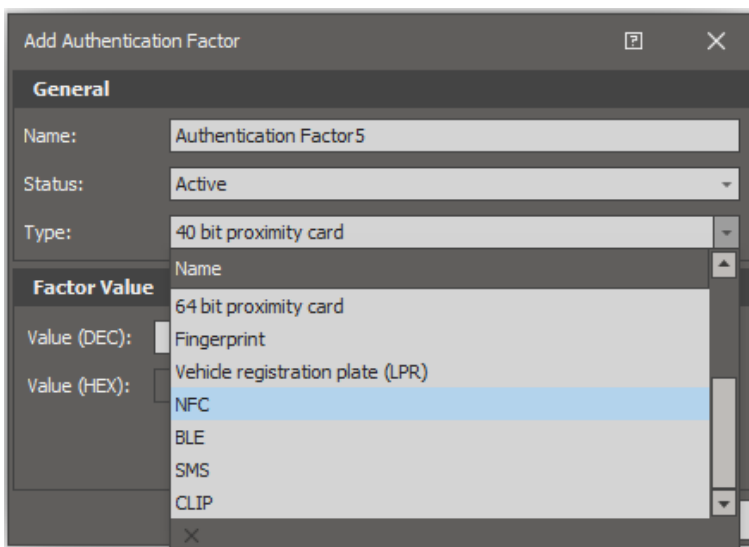 Add Authentication Factor
General
Name: Authentication Factor5
Status: Active
Type: 40 bit proximity card
Name
Factor Value
64 bit proximity card
Value (DEC):
Fingerprint
Vehicle registration plate (LPR)
Value (HEX):
NFC
BLE
SMS
CLIP